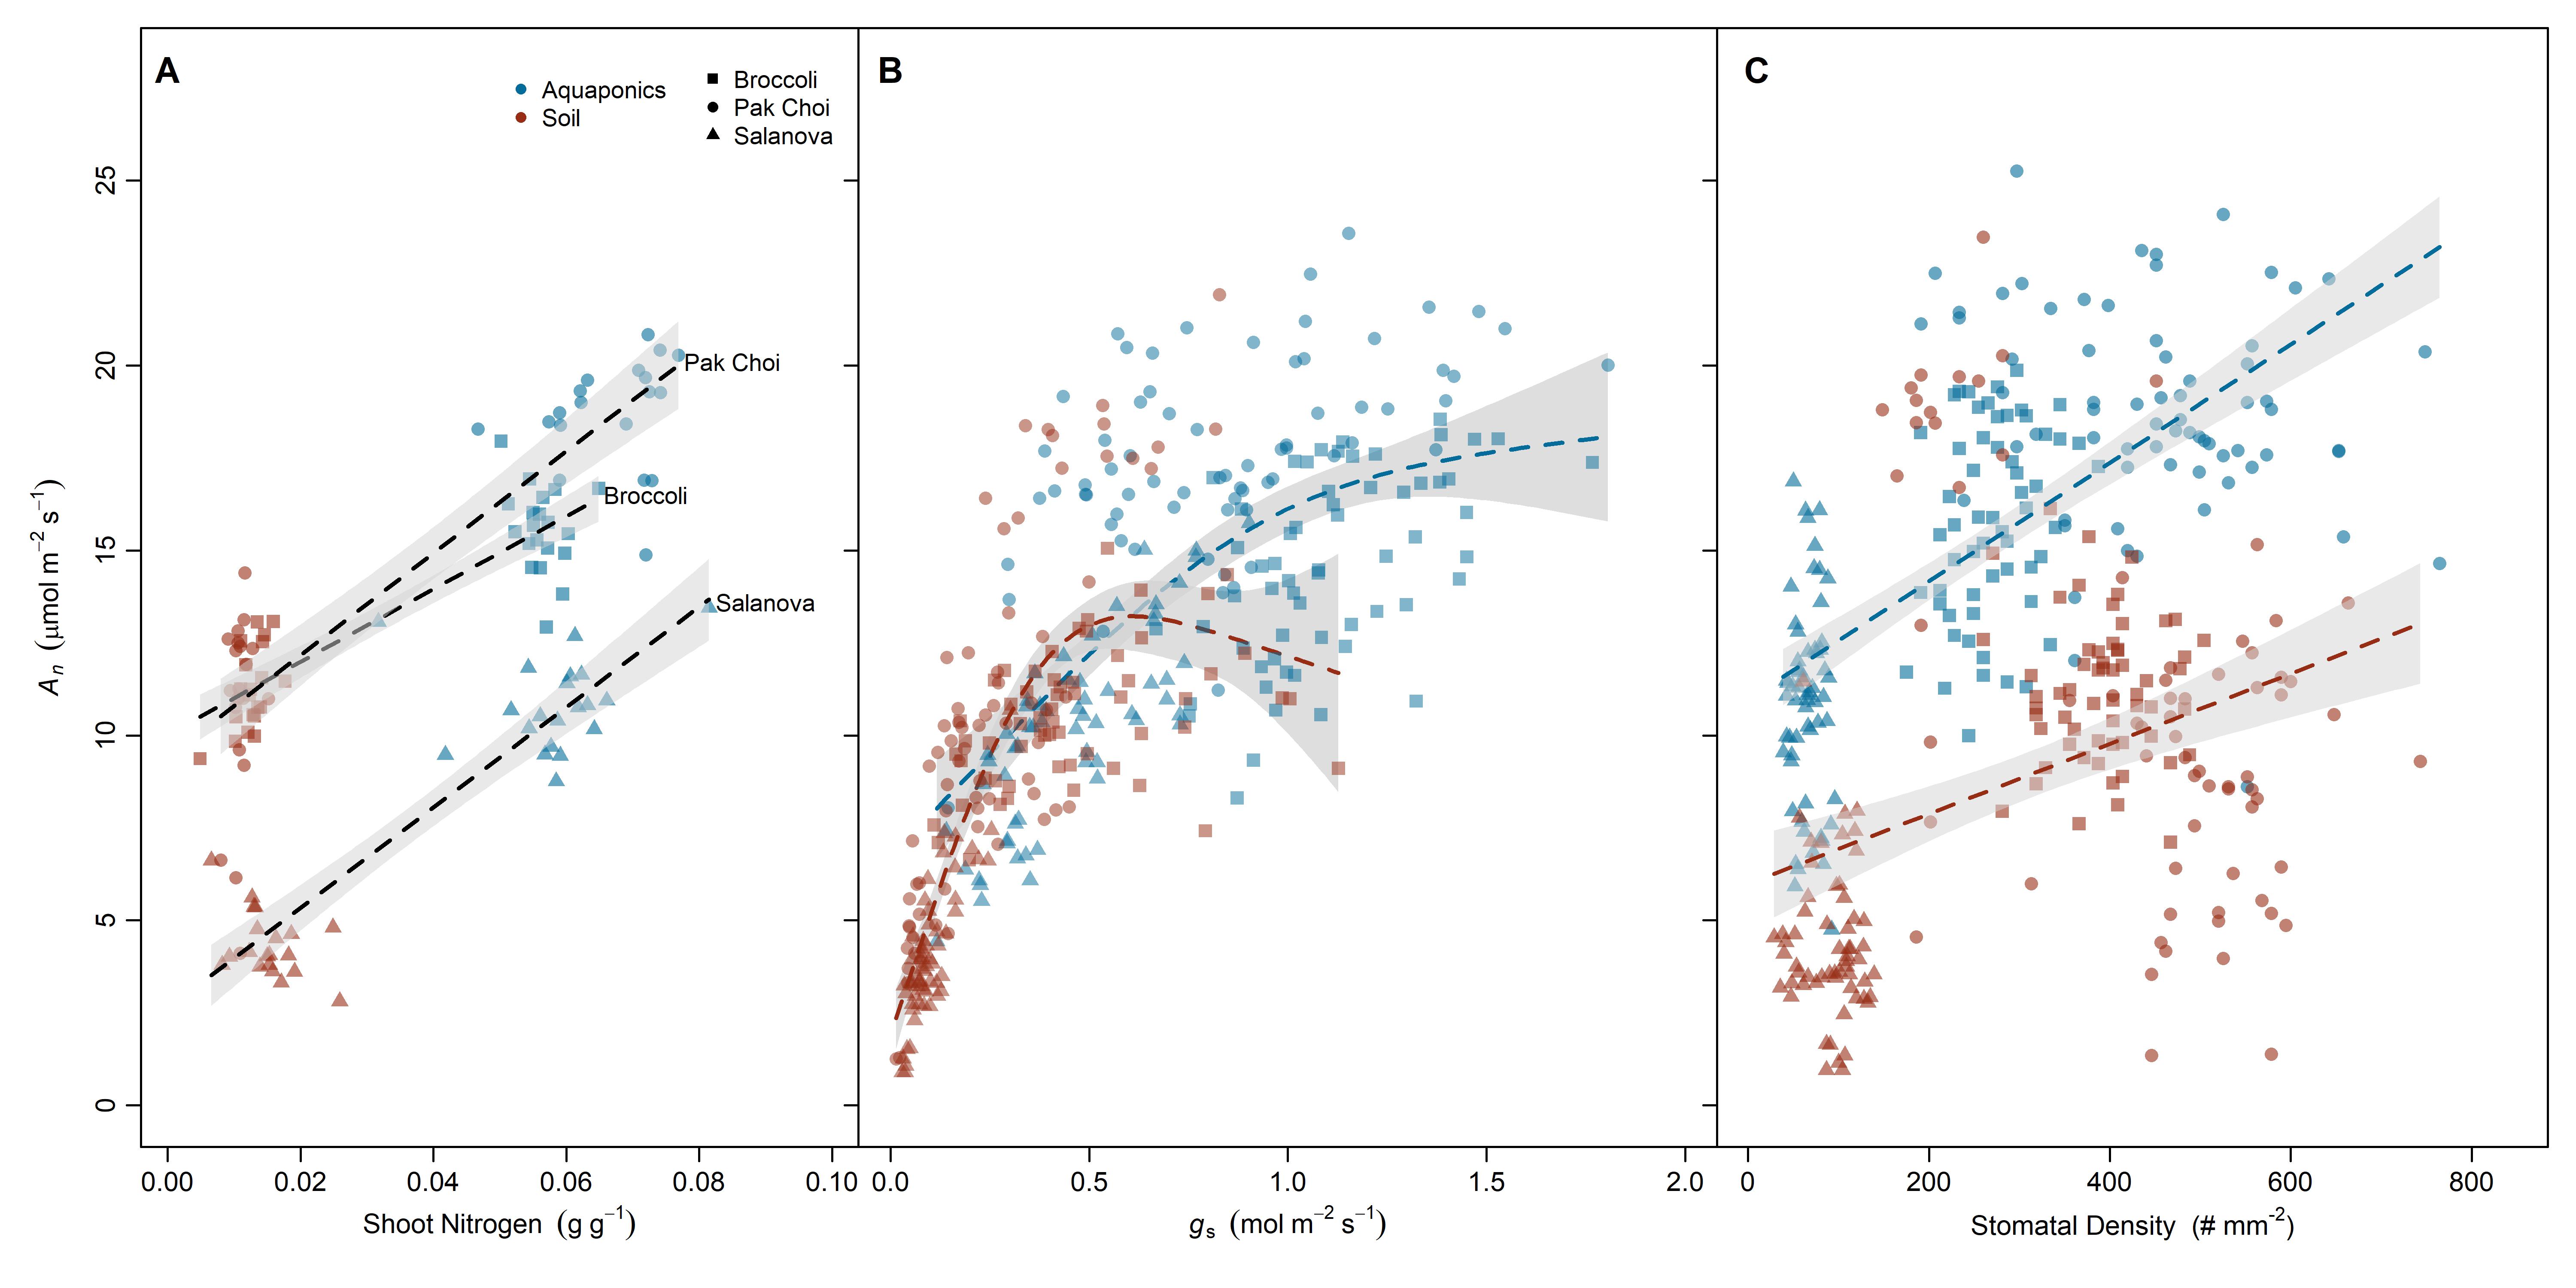 A
Aquaponics
Soil
Broccoli
Pak Choi
Salanova
Pak Choi
Broccoli
Salanova
B
C
0
5
10
15
20
25
Aₙ (μmol m⁻² s⁻¹)
0.00 0.02 0.04 0.06 0.08 0.10
Shoot Nitrogen (g g⁻¹)
0.0 0.5 1.0 1.5 2.0
gₛ (mol m⁻² s⁻¹)
0 200 400 600 800
Stomatal Density (# mm⁻²)